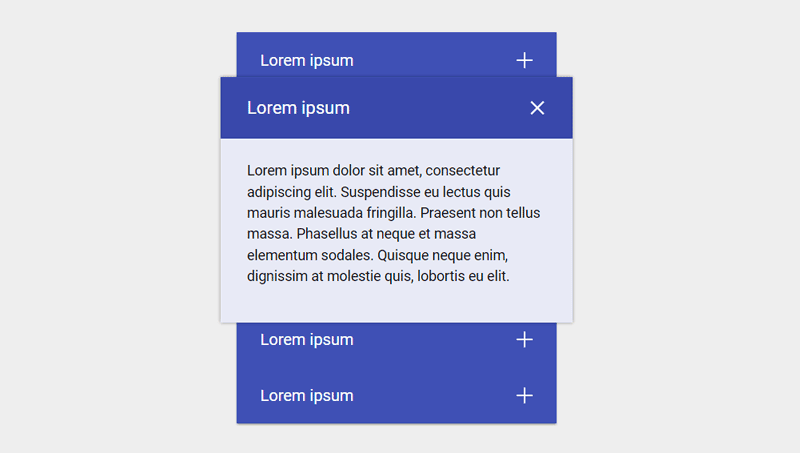 Lorem ipsum
Lorem ipsum
Lorem ipsum dolor sit amet, consectetur
adipiscing elit. Suspendisse eu lectus quis
mauris malesuada fringilla. Praesent non tellus
massa. Phasellus at neque et massa
elementum sodales. Quisque neque enim,
dignissim at molestie quis, lobortis eu elit.
Lorem ipsum
Lorem ipsum